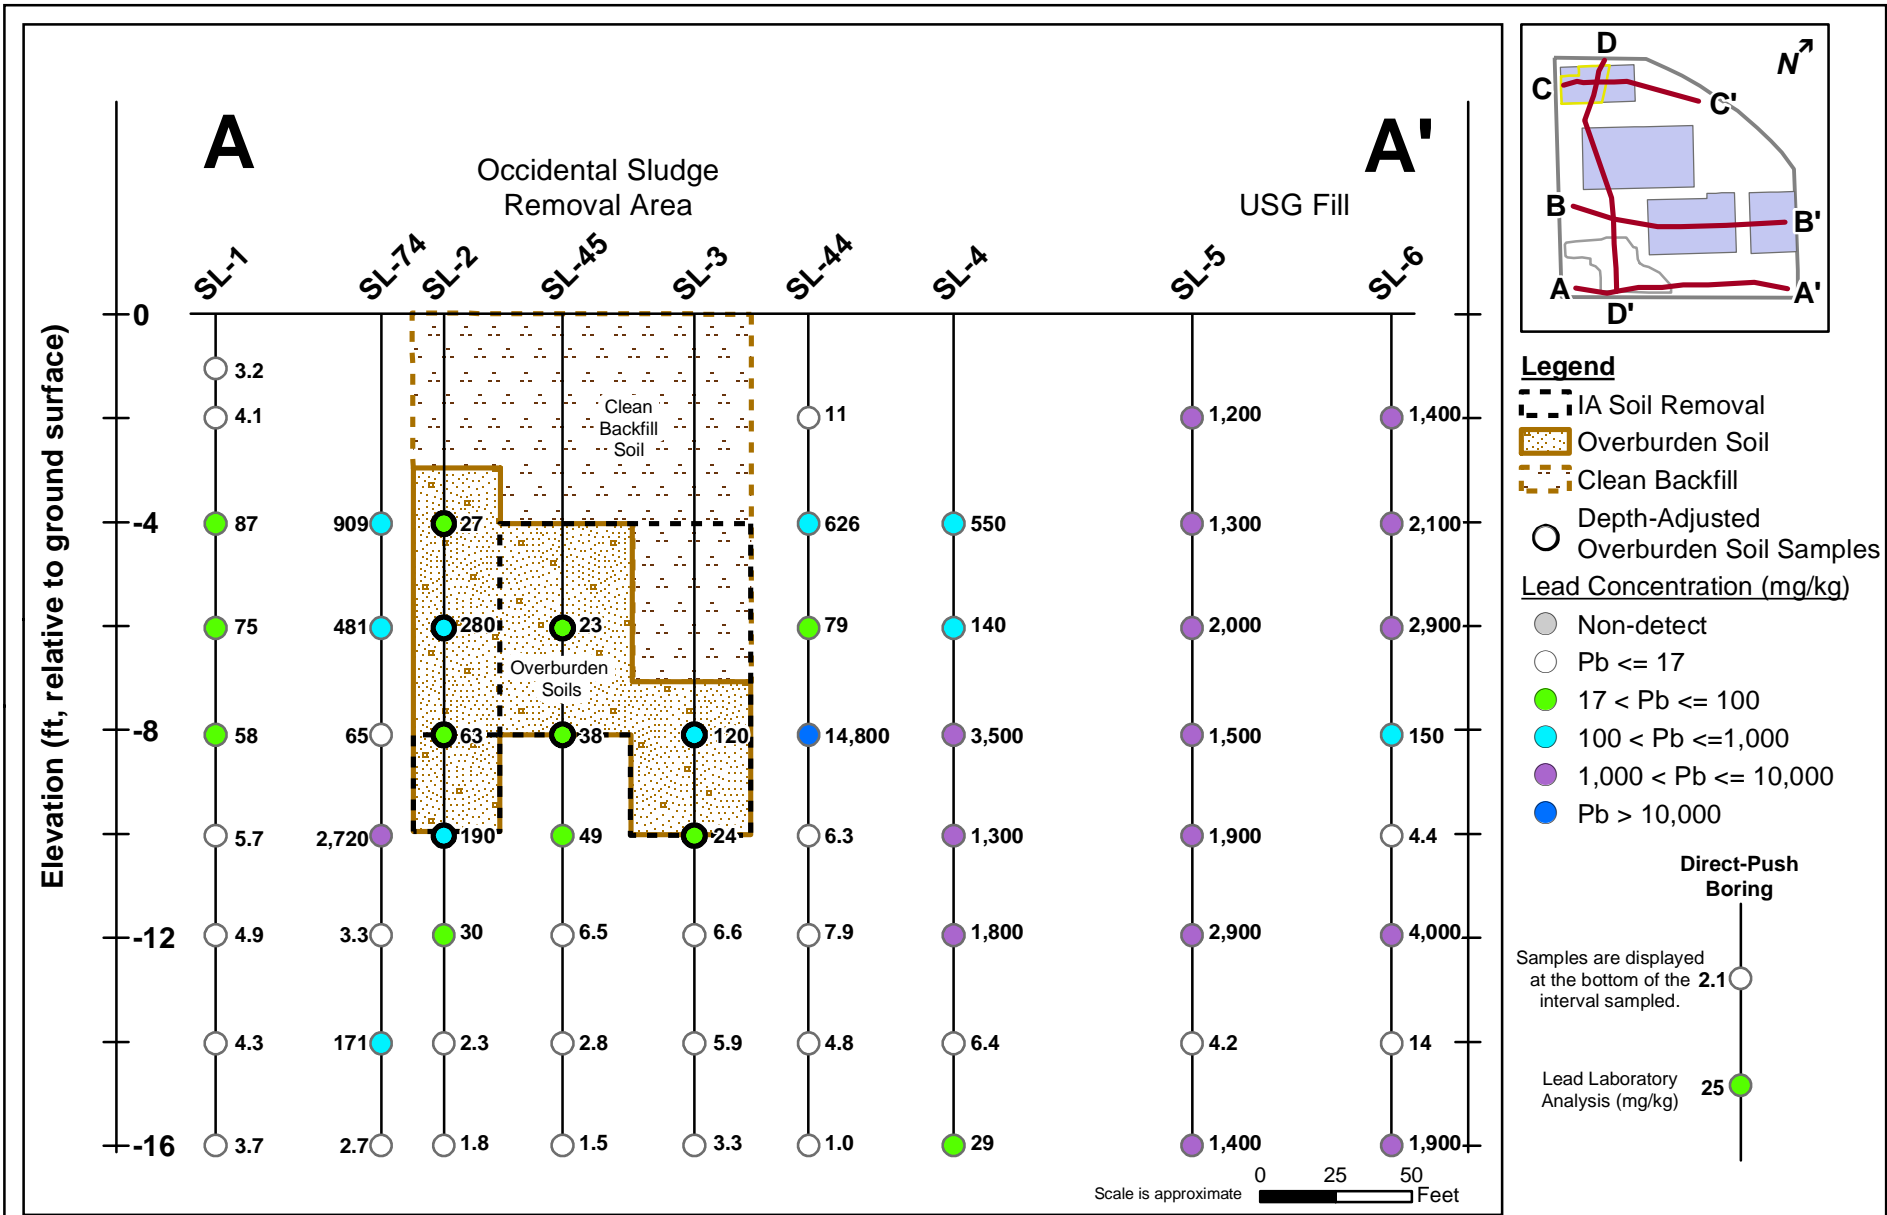 A
A'
Occidental Sludge
Removal Area
USG Fill
SL-1
SL-74
SL-2
SL-45
SL-3
SL-44
SL-4
SL-5
SL-6
Elevation (ft, relative to ground surface)
0
3.2
Clean
Backfill
Soil
4.1
11
1,200
1,400
-4
87
909
27
626
550
1,300
2,100
75
481
280
23
79
140
2,000
2,900
Overburden
Soils
-8
58
65
63
38
120
14,800
3,500
1,500
150
5.7
2,720
190
49
24
6.3
1,300
1,900
4.4
-12
4.9
3.3
30
6.5
6.6
7.9
1,800
2,900
4,000
4.3
171
2.3
2.8
5.9
4.8
6.4
4.2
14
-16
3.7
2.7
1.8
1.5
3.3
1.0
29
1,400
1,900
0 25 50
Scale is approximate
Feet
D
N
C
C'
B
B'
A
A'
D'
Legend
IA Soil Removal
Overburden Soil
Clean Backfill
Depth-Adjusted
Overburden Soil Samples
Lead Concentration (mg/kg)
Non-detect
Pb <= 17
17 < Pb <= 100
100 < Pb <=1,000
1,000 < Pb <= 10,000
Pb > 10,000
Direct-Push
Boring
Samples are displayed
at the bottom of the
interval sampled.
2.1
Lead Laboratory
Analysis (mg/kg)
25